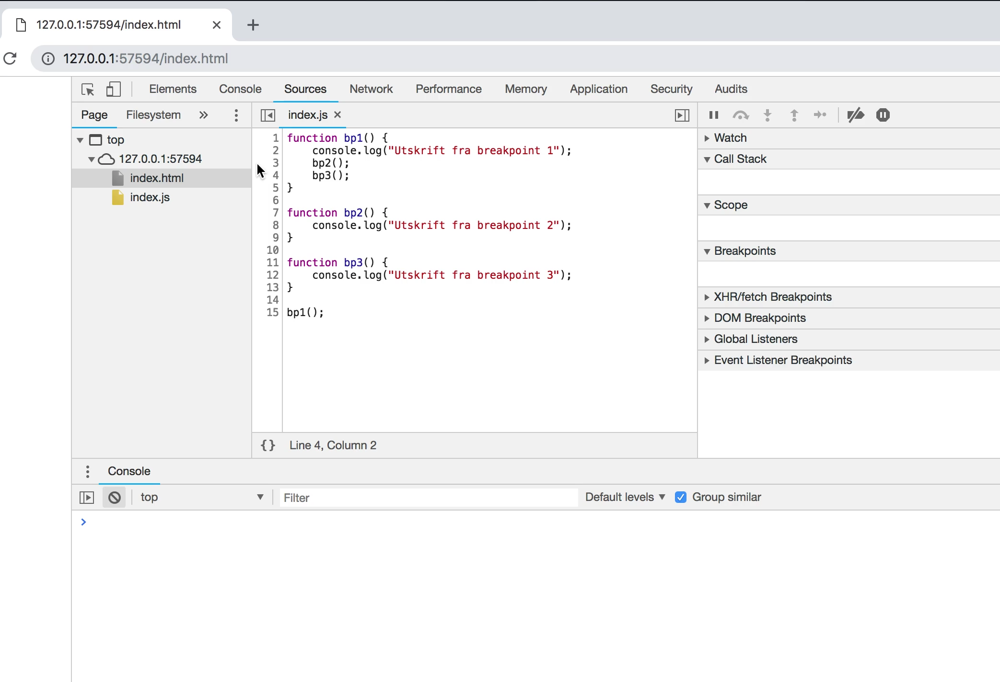 127.0.0.1:57594/index.html
127.0.0.1:57594/index.html
Elements Console Sources Network Performance Memory Application Security Audits
Page Filesystem » index.js
top
127.0.0.1:57594
index.html
index.js
1 function bp1() {
2     console.log("Utskrift fra breakpoint 1");
3     bp2();
4     bp3();
5 }
6
7 function bp2() {
8     console.log("Utskrift fra breakpoint 2");
9 }
10
11 function bp3() {
12     console.log("Utskrift fra breakpoint 3");
13 }
14
15 bp1();
{} Line 4, Column 2
Watch
Call Stack
Scope
Breakpoints
XHR/fetch Breakpoints
DOM Breakpoints
Global Listeners
Event Listener Breakpoints
Console
top Filter Default levels Group similar